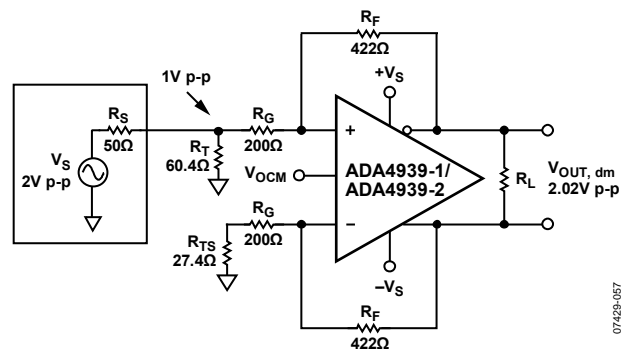 RF
422Ω
1V p-p
+VS
RS
50Ω
RG
200Ω
VS
2V p-p
RT
60.4Ω
VOCM
+
ADA4939-1/
ADA4939-2
RL
VOUT, dm
2.02V p-p
RG
200Ω
−
RTS
27.4Ω
−VS
RF
422Ω
07429-057